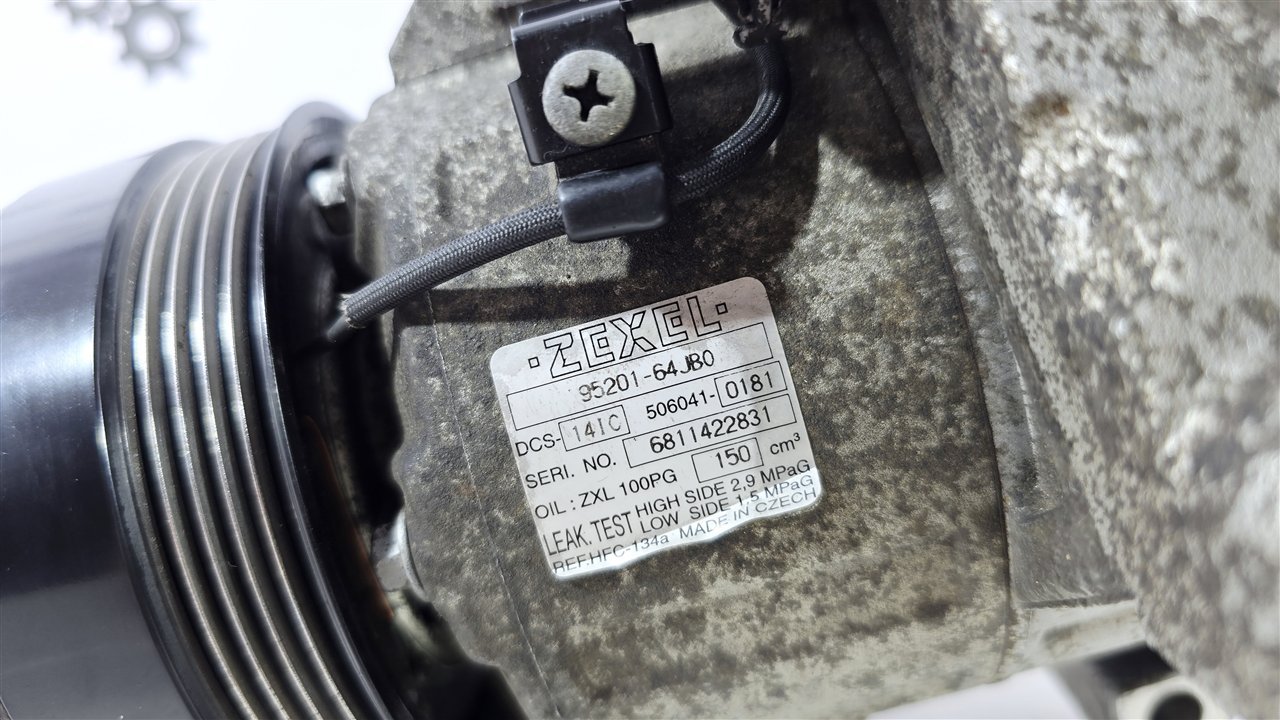 ·ZEXEL·
95201-64JB0
DCS-14IC 506041-0181
SERI. NO. 6811422831
OIL : ZXL 100PG 150 cm³
LEAK. TEST HIGH SIDE 2,9 MPaG
LOW SIDE 1,5 MPaG
REF.HFC-134a MADE IN CZECH